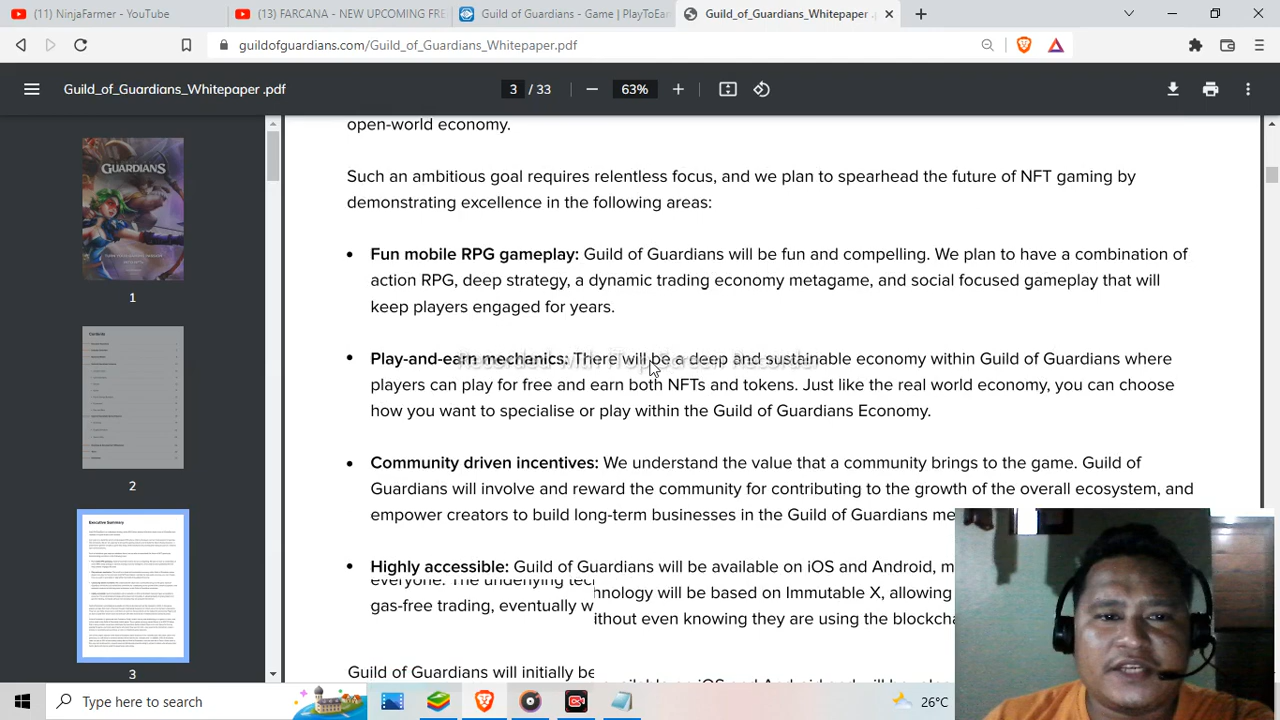 (11) NinjaFarmer - YouTube
(13) FARCANA - NEW UPCOMING FRE
Guild of Guardians - Game | PlayToEar
Guild_of_Guardians_Whitepaper
guildofguardians.com/Guild_of_Guardians_Whitepaper.pdf
Guild_of_Guardians_Whitepaper .pdf
3 / 33
63%
GUARDIANS
1
Contents
2
Executive Summary
3
open-world economy.
Such an ambitious goal requires relentless focus, and we plan to spearhead the future of NFT gaming by
demonstrating excellence in the following areas:
• Fun mobile RPG gameplay: Guild of Guardians will be fun and compelling. We plan to have a combination of
action RPG, deep strategy, a dynamic trading economy metagame, and social focused gameplay that will
keep players engaged for years.
• Play-and-earn mechanics: There will be a deep and sustainable economy within Guild of Guardians where
players can play for free and earn both NFTs and tokens. Just like the real world economy, you can choose
how you want to specialise or play within the Guild of Guardians Economy.
• Community driven incentives: We understand the value that a community brings to the game. Guild of
Guardians will involve and reward the community for contributing to the growth of the overall ecosystem, and
empower creators to build long-term businesses in the Guild of Guardians me
• Highly accessible: Guild of Guardians will be available on iOS and Android, m
everyone. The underlying tec
hnology will be based on Immutable X, allowing
gas-free trading, eventually w
ithout even knowing they are using the blockcha
Guild of Guardians will initially be
Type here to search
26°C